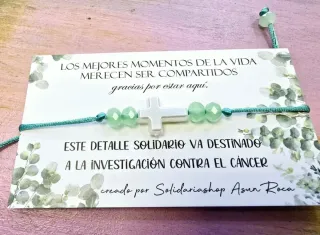 LOS MEJORES MOMENTOS DE LA VIDA
MERECEN SER COMPARTIDOS
gracias por estar aquí.
ESTE DETALLE SOLIDARIO VA DESTINADO
A LA INVESTIGACIÓN CONTRA EL CÁNCER
creado por Solidariashop Asun Roca